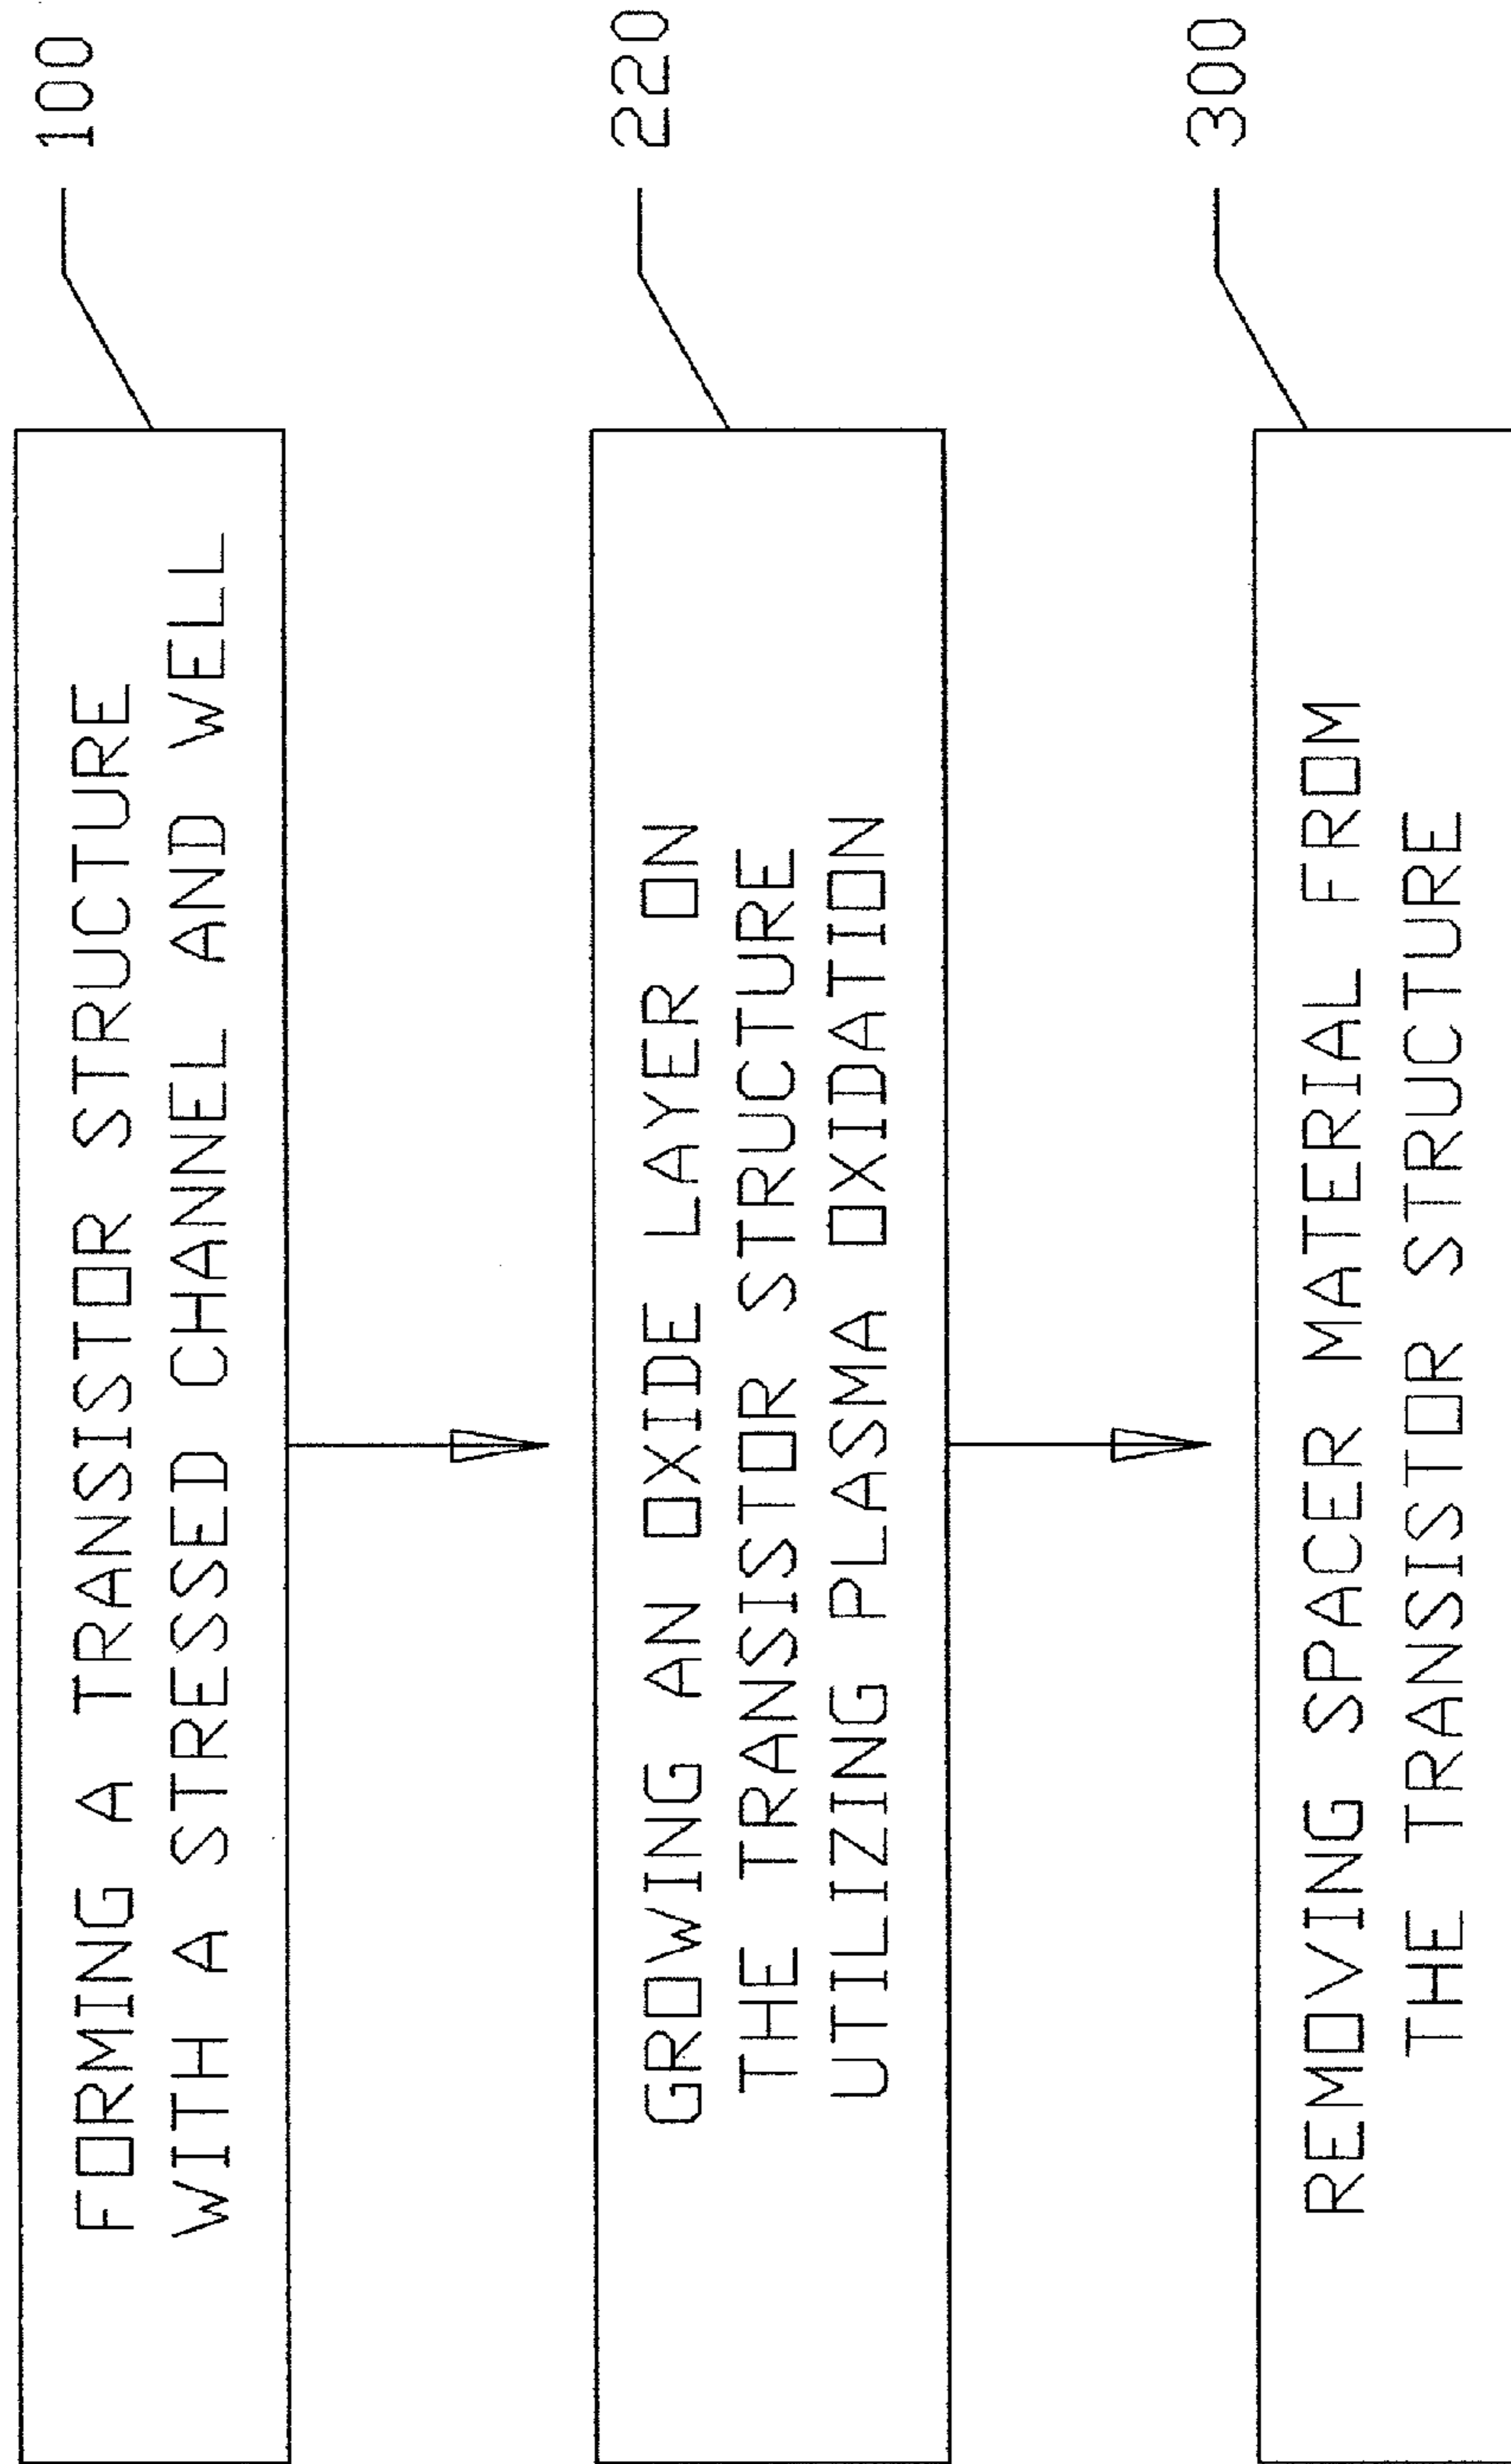 FORMING A TRANSISTOR STRUCTURE
WITH A STRESSED CHANNEL AND WELL
100
GROWING AN OXIDE LAYER ON
THE TRANSISTOR STRUCTURE
UTILIZING PLASMA OXIDATION
220
REMOVING SPACER MATERIAL FROM
THE TRANSISTOR STRUCTURE
300